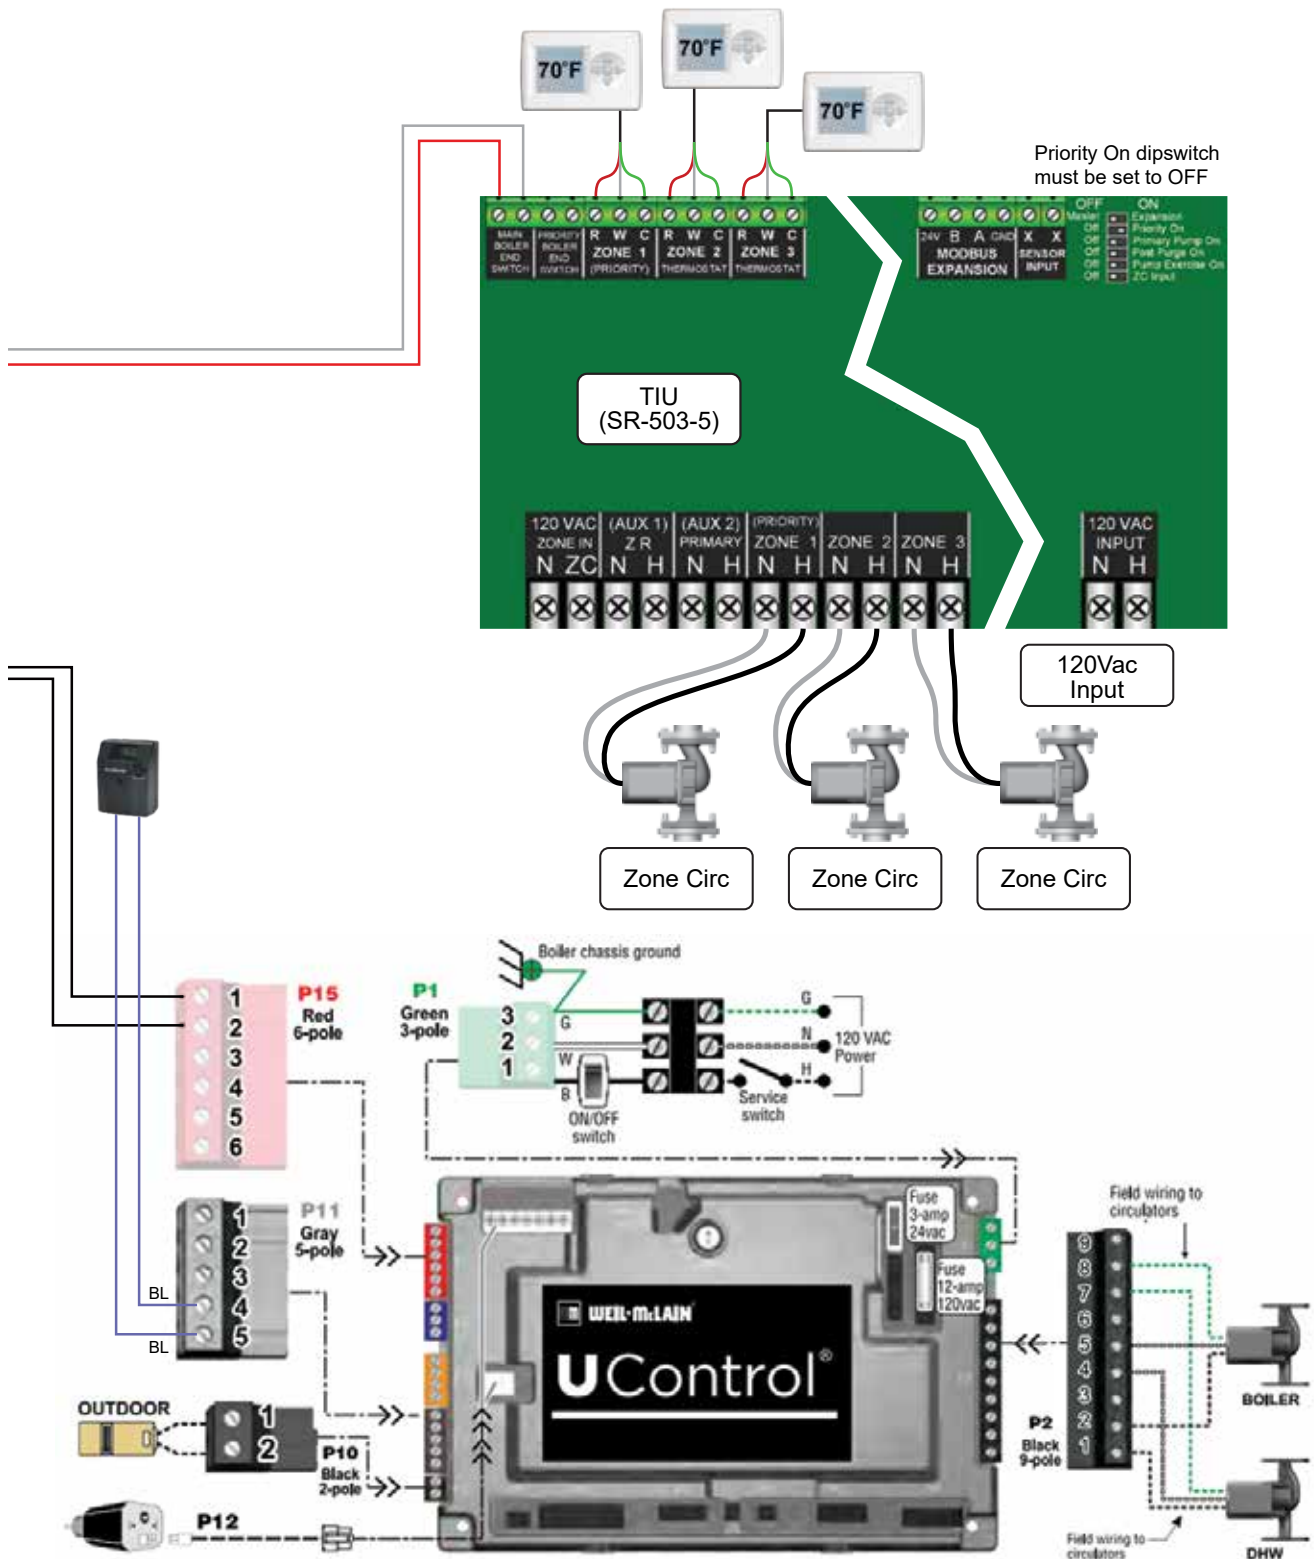 70°F
70°F
70°F
Priority On dipswitch
must be set to OFF
OFF ON
Master Expansion
Off Priority On
Off Primary Pump On
Off Post Purge On
Off Pump Exercise On
Off ZC Input
MAIN
BOILER
END
SWITCH
PRIORITY
BOILER
END
SWITCH
R W C
ZONE 1
(PRIORITY)
R W C
ZONE 2
THERMOSTAT
R W C
ZONE 3
THERMOSTAT
24V B A GND
MODBUS
EXPANSION
X X
SENSOR
INPUT
TIU
(SR-503-5)
120 VAC
ZONE IN
N ZC
(AUX 1)
Z R
N H
(AUX 2)
PRIMARY
N H
(PRIORITY)
ZONE 1
N H
ZONE 2
N H
ZONE 3
N H
120 VAC
INPUT
N H
120Vac
Input
Zone Circ
Zone Circ
Zone Circ
Boiler chassis ground
P15
Red
6-pole
1
2
3
4
5
6
P1
Green
3-pole
3
2
1
G
W
B
ON/OFF
switch
G
N
H
120 VAC
Power
Service
switch
P11
Gray
5-pole
1
2
3
4
5
BL
BL
OUTDOOR
1
2
P10
Black
2-pole
P12
Fuse
3-amp
24vac
Fuse
12-amp
120vac
WEIL-McLAIN
UControl®
Field wiring to
circulators
9
8
7
6
5
4
3
2
1
P2
Black
9-pole
BOILER
Field wiring to
circulators
DHW